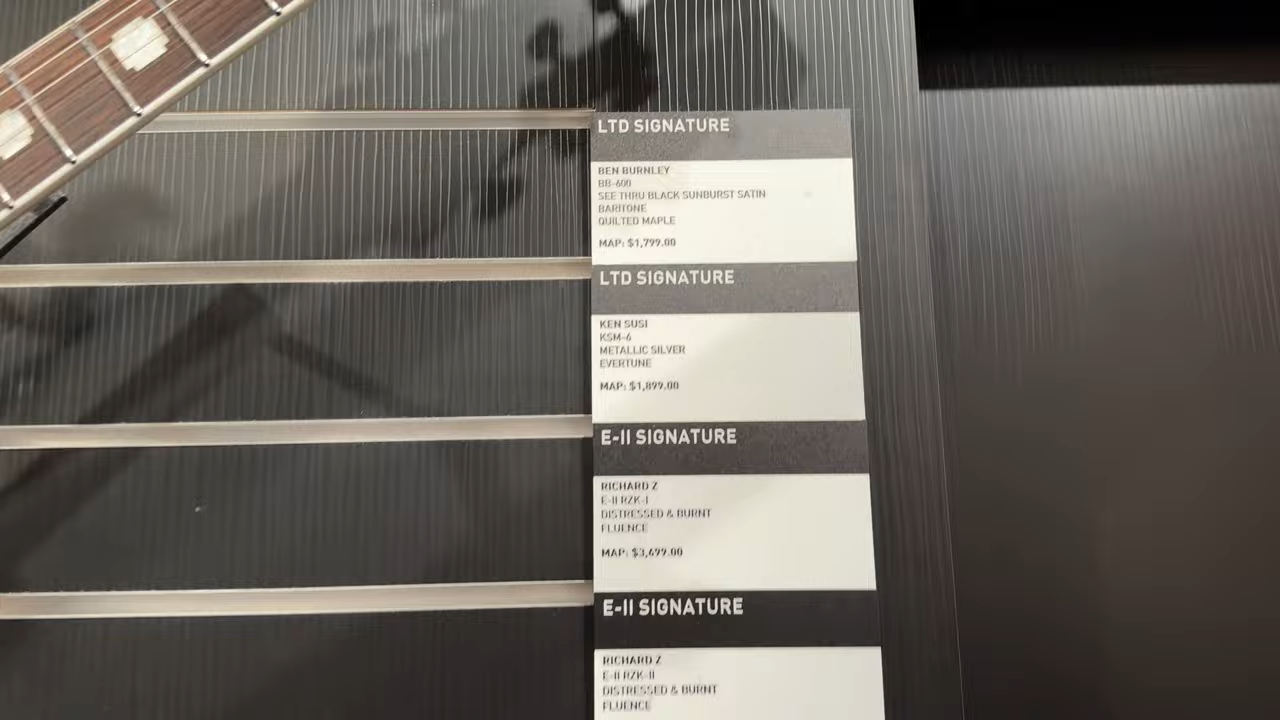 LTD SIGNATURE
BEN BURNLEY
BB-600
SEE THRU BLACK SUNBURST SATIN
BARITONE
QUILTED MAPLE
MAP: $1,799.00
LTD SIGNATURE
KEN SUSI
KSM-6
METALLIC SILVER
EVERTUNE
MAP: $1,899.00
E-II SIGNATURE
RICHARD Z
E-II RZK-I
DISTRESSED & BURNT
FLUENCE
MAP: $3,699.00
E-II SIGNATURE
RICHARD Z
E-II RZK-II
DISTRESSED & BURNT
FLUENCE